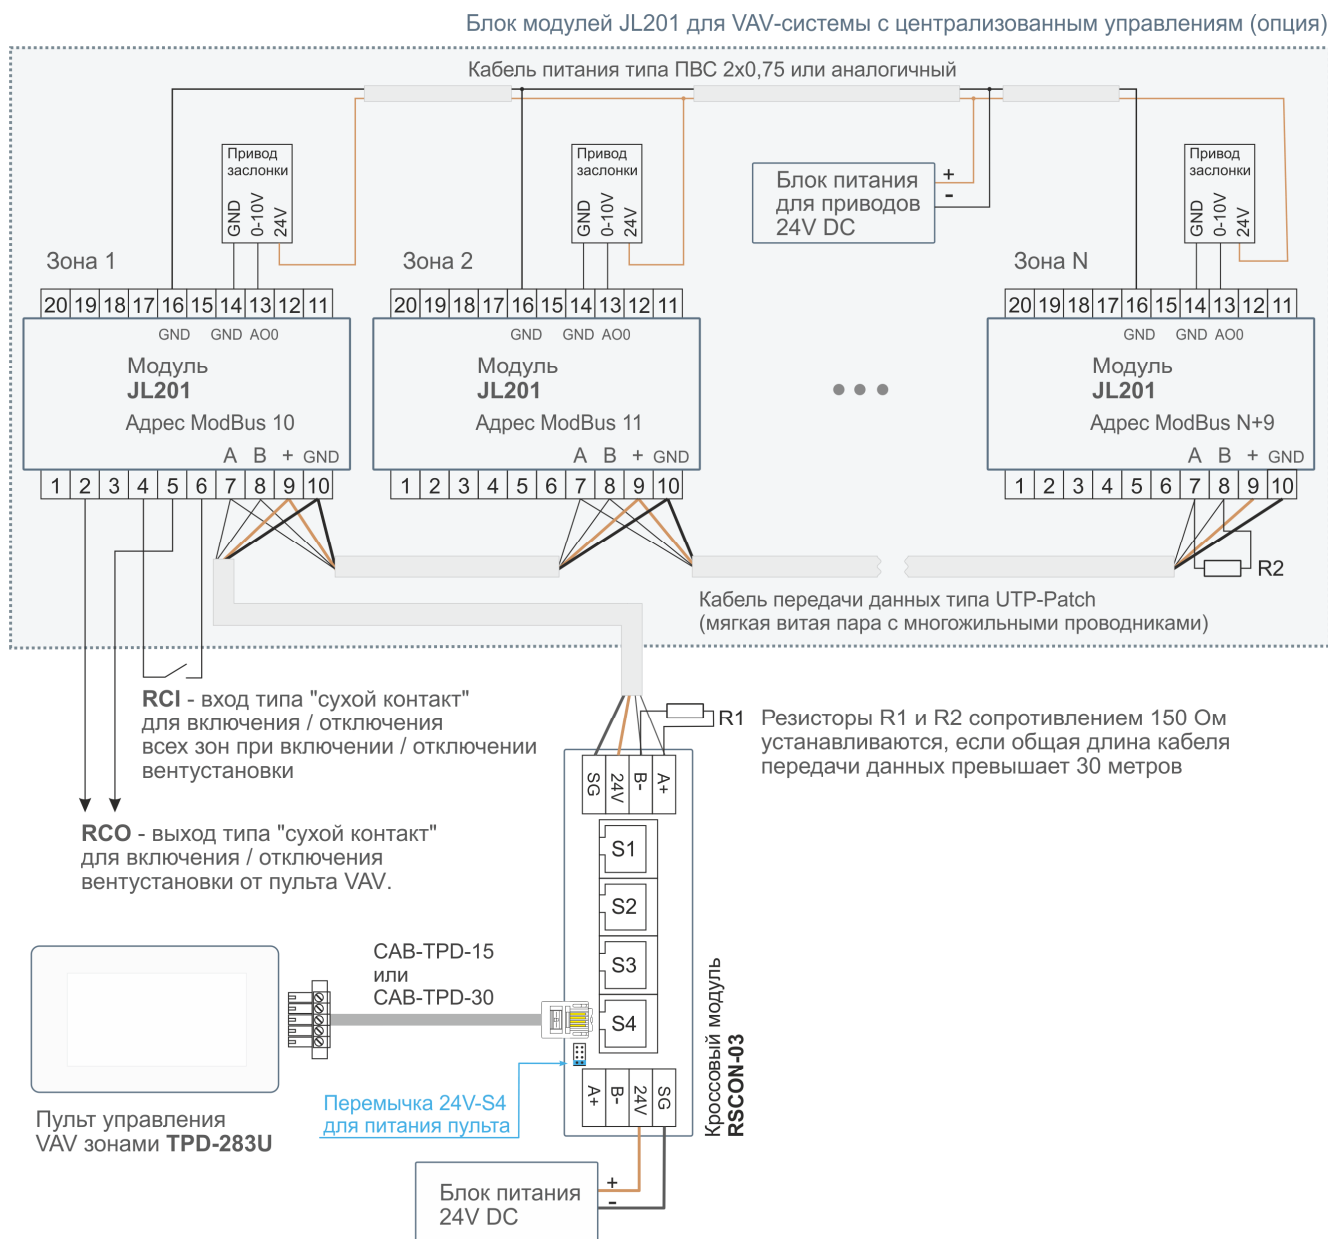 Блок модулей JL201 для VAV-системы с централизованным управлениям (опция)
Кабель питания типа ПВС 2х0,75 или аналогичный
Привод
заслонки
GND
0-10V
24V
Привод
заслонки
GND
0-10V
24V
Блок питания
для приводов
24V DC
+
-
Привод
заслонки
GND
0-10V
24V
Зона 1
Зона 2
Зона N
20 19 18 17 16 15 14 13 12 11
GND GND AO0
Модуль
JL201
Адрес ModBus 10
A B + GND
1 2 3 4 5 6 7 8 9 10
20 19 18 17 16 15 14 13 12 11
GND GND AO0
Модуль
JL201
Адрес ModBus 11
A B + GND
1 2 3 4 5 6 7 8 9 10
20 19 18 17 16 15 14 13 12 11
GND GND AO0
Модуль
JL201
Адрес ModBus N+9
A B + GND
1 2 3 4 5 6 7 8 9 10
R2
Кабель передачи данных типа UTP-Patch
(мягкая витая пара с многожильными проводниками)
RCI - вход типа "сухой контакт"
для включения / отключения
всех зон при включении / отключении
вентустановки
R1
Резисторы R1 и R2 сопротивлением 150 Ом
устанавливаются, если общая длина кабеля
передачи данных превышает 30 метров
SG 24V B- A+
RCO - выход типа "сухой контакт"
для включения / отключения
вентустановки от пульта VAV.
S1
S2
S3
S4
CAB-TPD-15
или
CAB-TPD-30
Кроссовый модуль
RSCON-03
Перемычка 24V-S4
для питания пульта
A+ B- 24V SG
Пульт управления
VAV зонами TPD-283U
Блок питания
24V DC
+
-